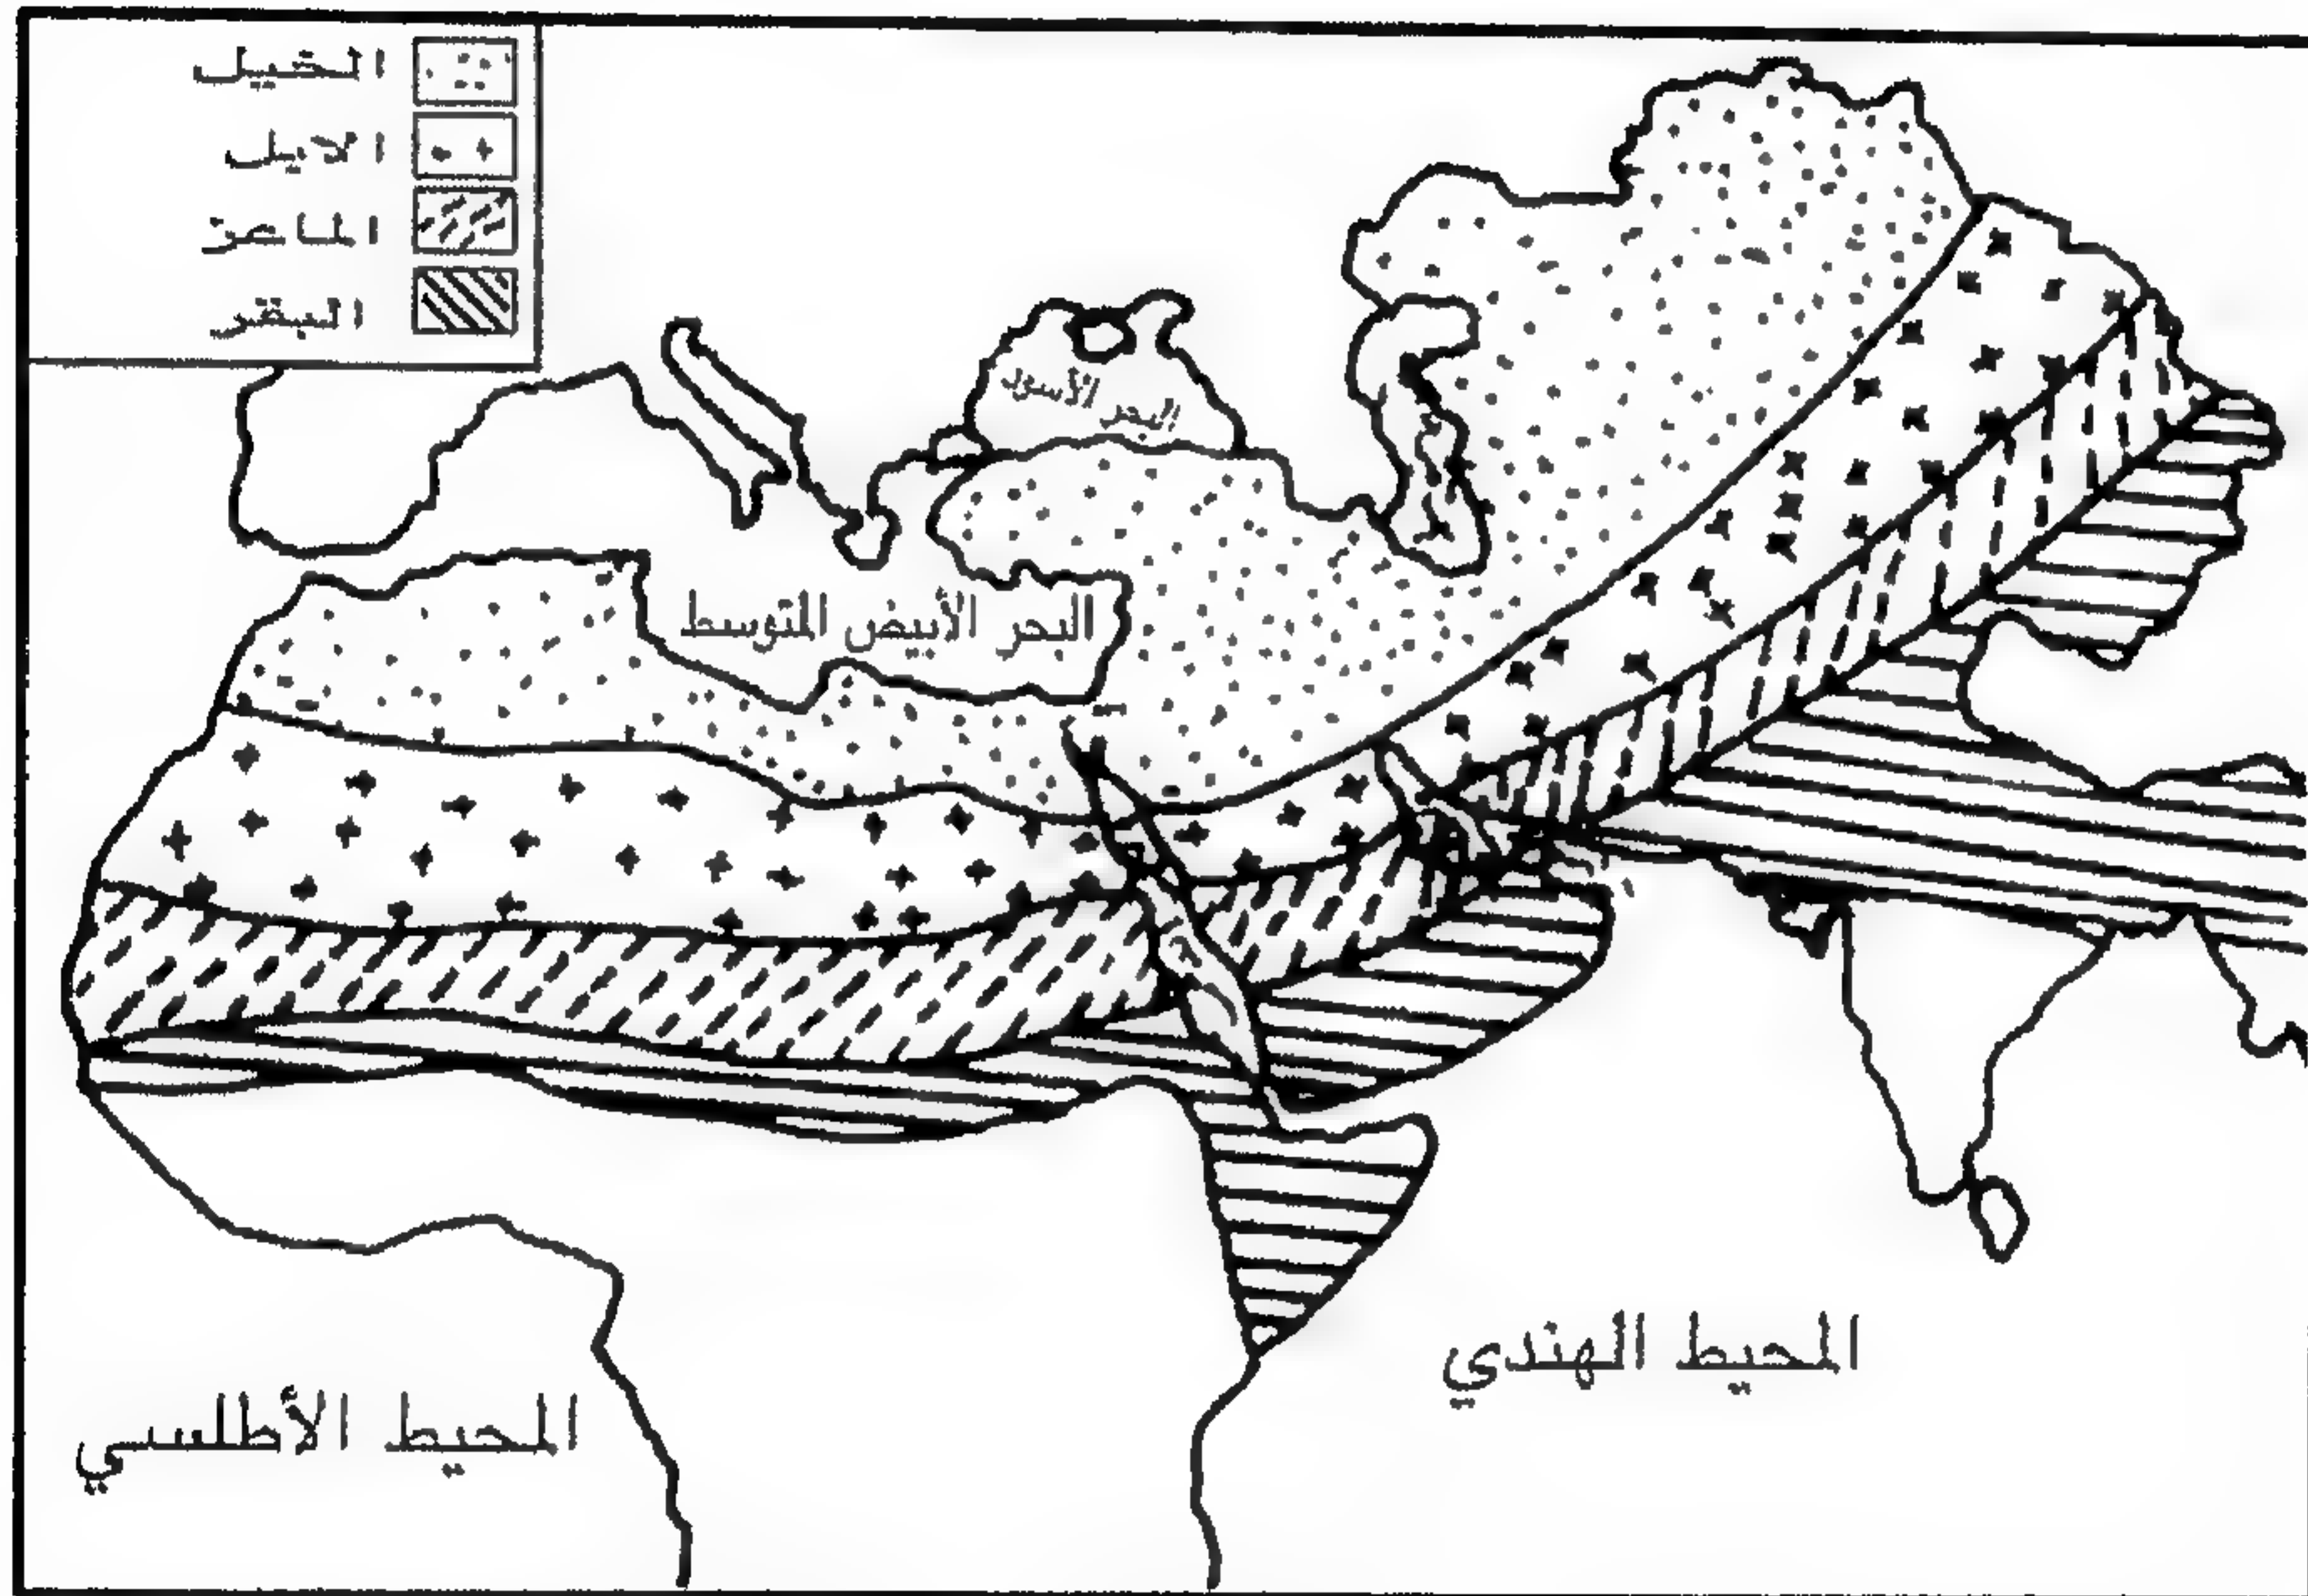 الخيل
الابل
الماعز
البقر
البحر الأسود
البحر الأبيض المتوسط
المحيط الهندي
المحيط الأطلسي